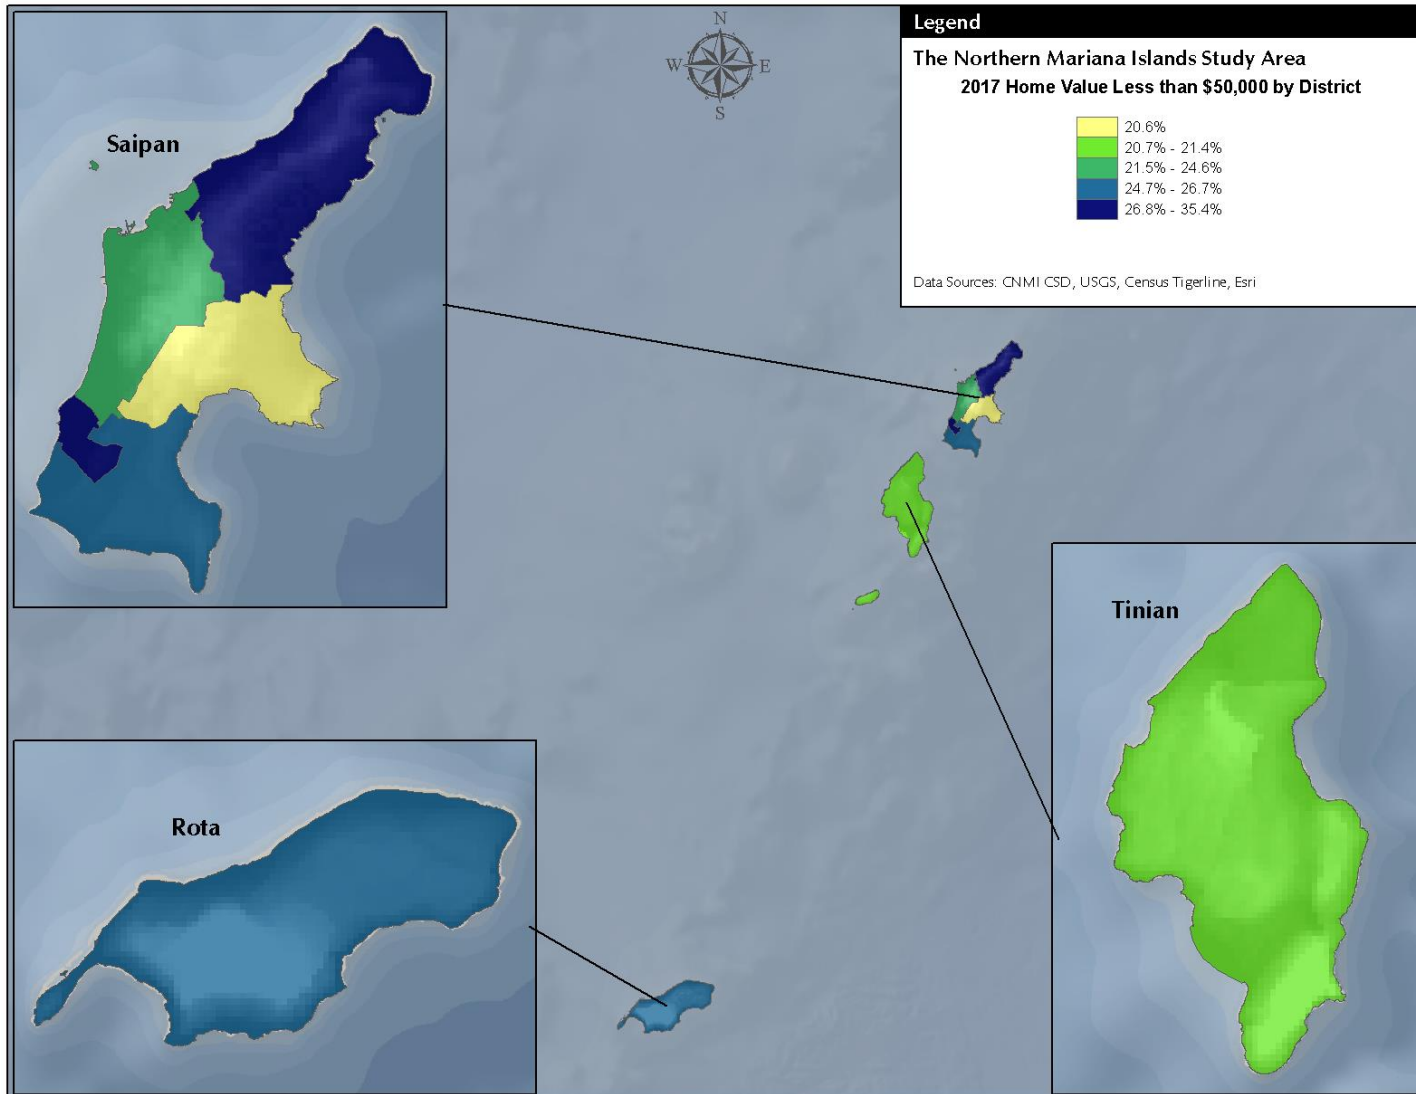 Legend
The Northern Mariana Islands Study Area
2017 Home Value Less than $50,000 by District
20.6%
20.7% - 21.4%
21.5% - 24.6%
24.7% - 26.7%
26.8% - 35.4%
Data Sources: CNMI CSD, USGS, Census Tigerline, Esri
N
W
E
S
Saipan
Tinian
Rota